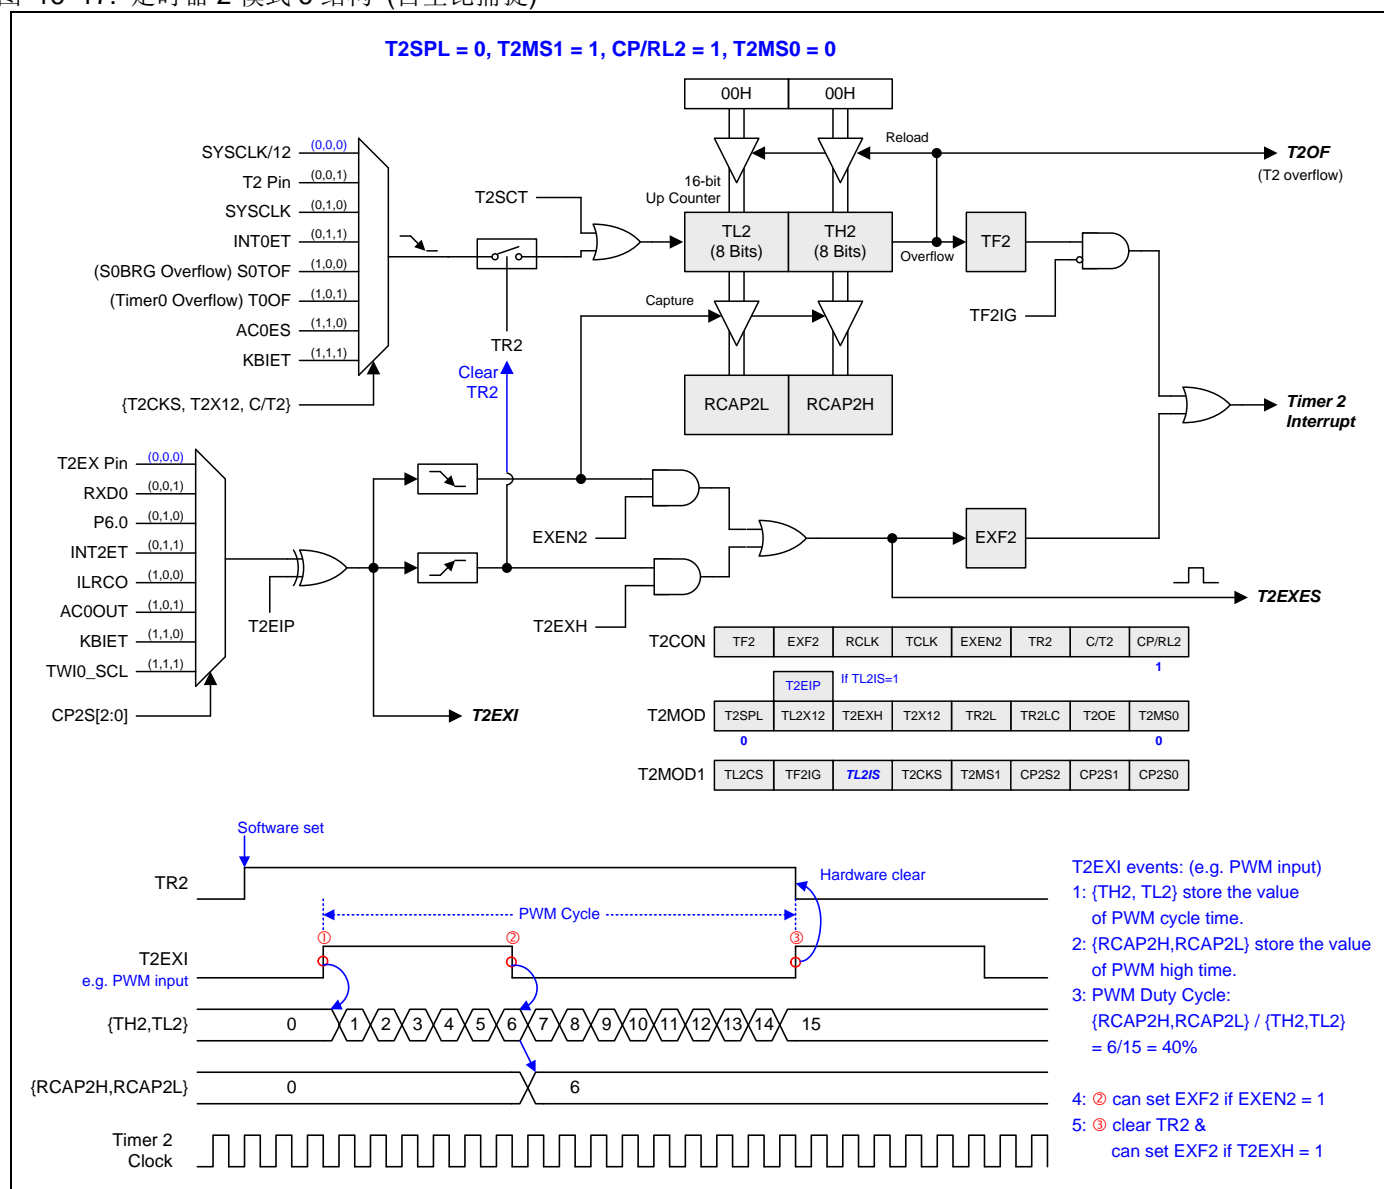 T2SPL = 0, T2MS1 = 1, CP/RL2 = 1, T2MS0 = 0
00H 00H
Reload
T2OF
(T2 overflow)
SYSCLK/12 (0,0,0)
T2 Pin (0,0,1)
SYSCLK (0,1,0)
INT0ET (0,1,1)
(S0BRG Overflow) S0TOF (1,0,0)
(Timer0 Overflow) T0OF (1,0,1)
AC0ES (1,1,0)
KBIET (1,1,1)
{T2CKS, T2X12, C/T2}
T2SCT
16-bit
Up Counter
TL2
(8 Bits)
TH2
(8 Bits)
Overflow
TF2
TF2IG
Capture
TR2
Clear
TR2
RCAP2L RCAP2H
Timer 2
Interrupt
T2EX Pin (0,0,0)
RXD0 (0,0,1)
P6.0 (0,1,0)
INT2ET (0,1,1)
ILRCO (1,0,0)
AC0OUT (1,0,1)
KBIET (1,1,0)
TWI0_SCL (1,1,1)
CP2S[2:0]
T2EIP
EXEN2
T2EXH
EXF2
T2EXES
T2EXI
T2CON TF2 EXF2 RCLK TCLK EXEN2 TR2 C/T2 CP/RL2
1
T2EIP If TL2IS=1
T2MOD T2SPL TL2X12 T2EXH T2X12 TR2L TR2LC T2OE T2MS0
0 0
T2MOD1 TL2CS TF2IG TL2IS T2CKS T2MS1 CP2S2 CP2S1 CP2S0
Software set
TR2
Hardware clear
PWM Cycle
① ② ③
T2EXI
e.g. PWM input
{TH2,TL2} 0 1 2 3 4 5 6 7 8 9 10 11 12 13 14 15
{RCAP2H,RCAP2L} 0 6
Timer 2
Clock
T2EXI events: (e.g. PWM input)
1: {TH2, TL2} store the value
of PWM cycle time.
2: {RCAP2H,RCAP2L} store the value
of PWM high time.
3: PWM Duty Cycle:
{RCAP2H,RCAP2L} / {TH2,TL2}
= 6/15 = 40%
4: ② can set EXF2 if EXEN2 = 1
5: ③ clear TR2 &
can set EXF2 if T2EXH = 1